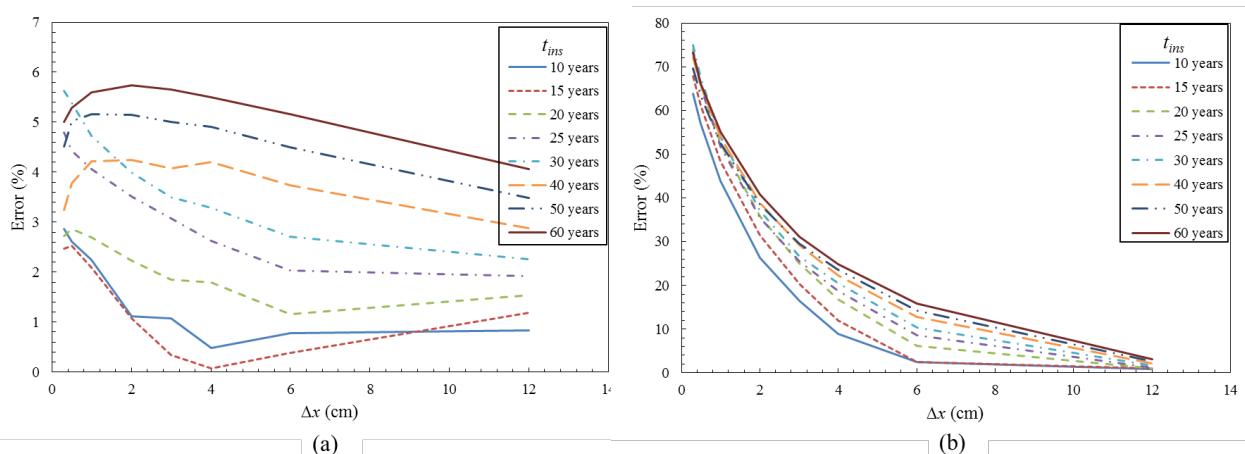 7
6
5
4
3
2
1
0
Error (%)
0 2 4 6 8 10 12 14
Δx (cm)
t_ins
10 years
15 years
20 years
25 years
30 years
40 years
50 years
60 years
(a)
80
70
60
50
40
30
20
10
0
Error (%)
0 2 4 6 8 10 12 14
Δx (cm)
t_ins
10 years
15 years
20 years
25 years
30 years
40 years
50 years
60 years
(b)